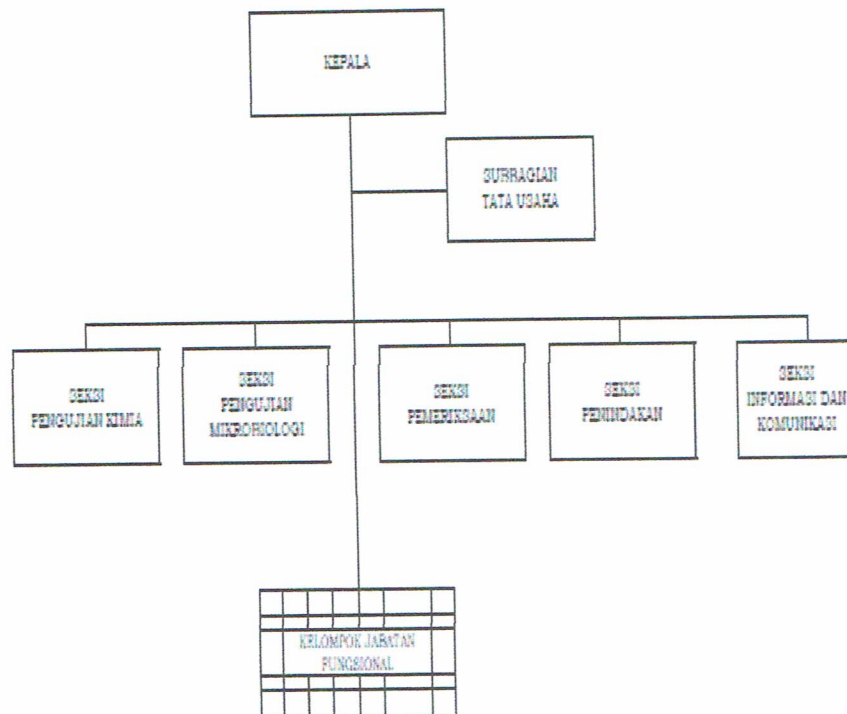 KEPALA
SUBBAGIAN
TATA USAHA
SEKSI
PENGUJIAN KIMIA
SEKSI
PENGUJIAN
MIKROBIOLOGI
SEKSI
PEMERIKSAAN
SEKSI
PENINDAKAN
SEKSI
INFORMASI DAN
KOMUNIKASI
KELOMPOK JABATAN
FUNGSIONAL